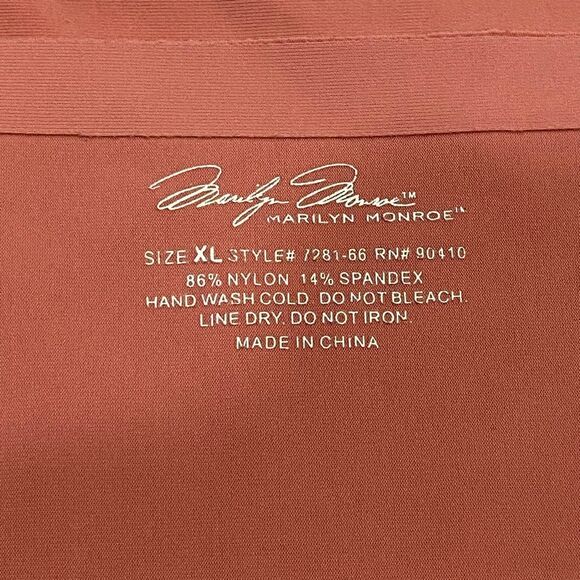 Marilyn Monroe™
MARILYN MONROE™
SIZE XL STYLE# 7281-66 RN# 90410
86% NYLON 14% SPANDEX
HAND WASH COLD. DO NOT BLEACH.
LINE DRY. DO NOT IRON.
MADE IN CHINA